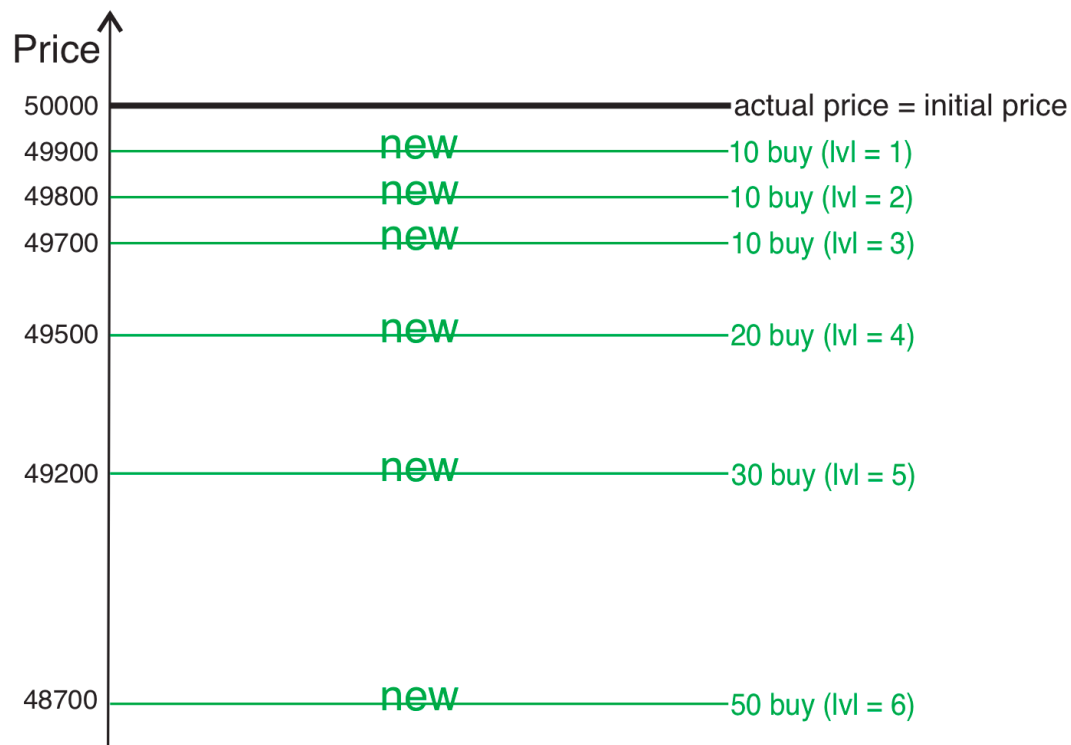 Price
50000 actual price = initial price
49900 new 10 buy (lvl = 1)
49800 new 10 buy (lvl = 2)
49700 new 10 buy (lvl = 3)
49500 new 20 buy (lvl = 4)
49200 new 30 buy (lvl = 5)
48700 new 50 buy (lvl = 6)